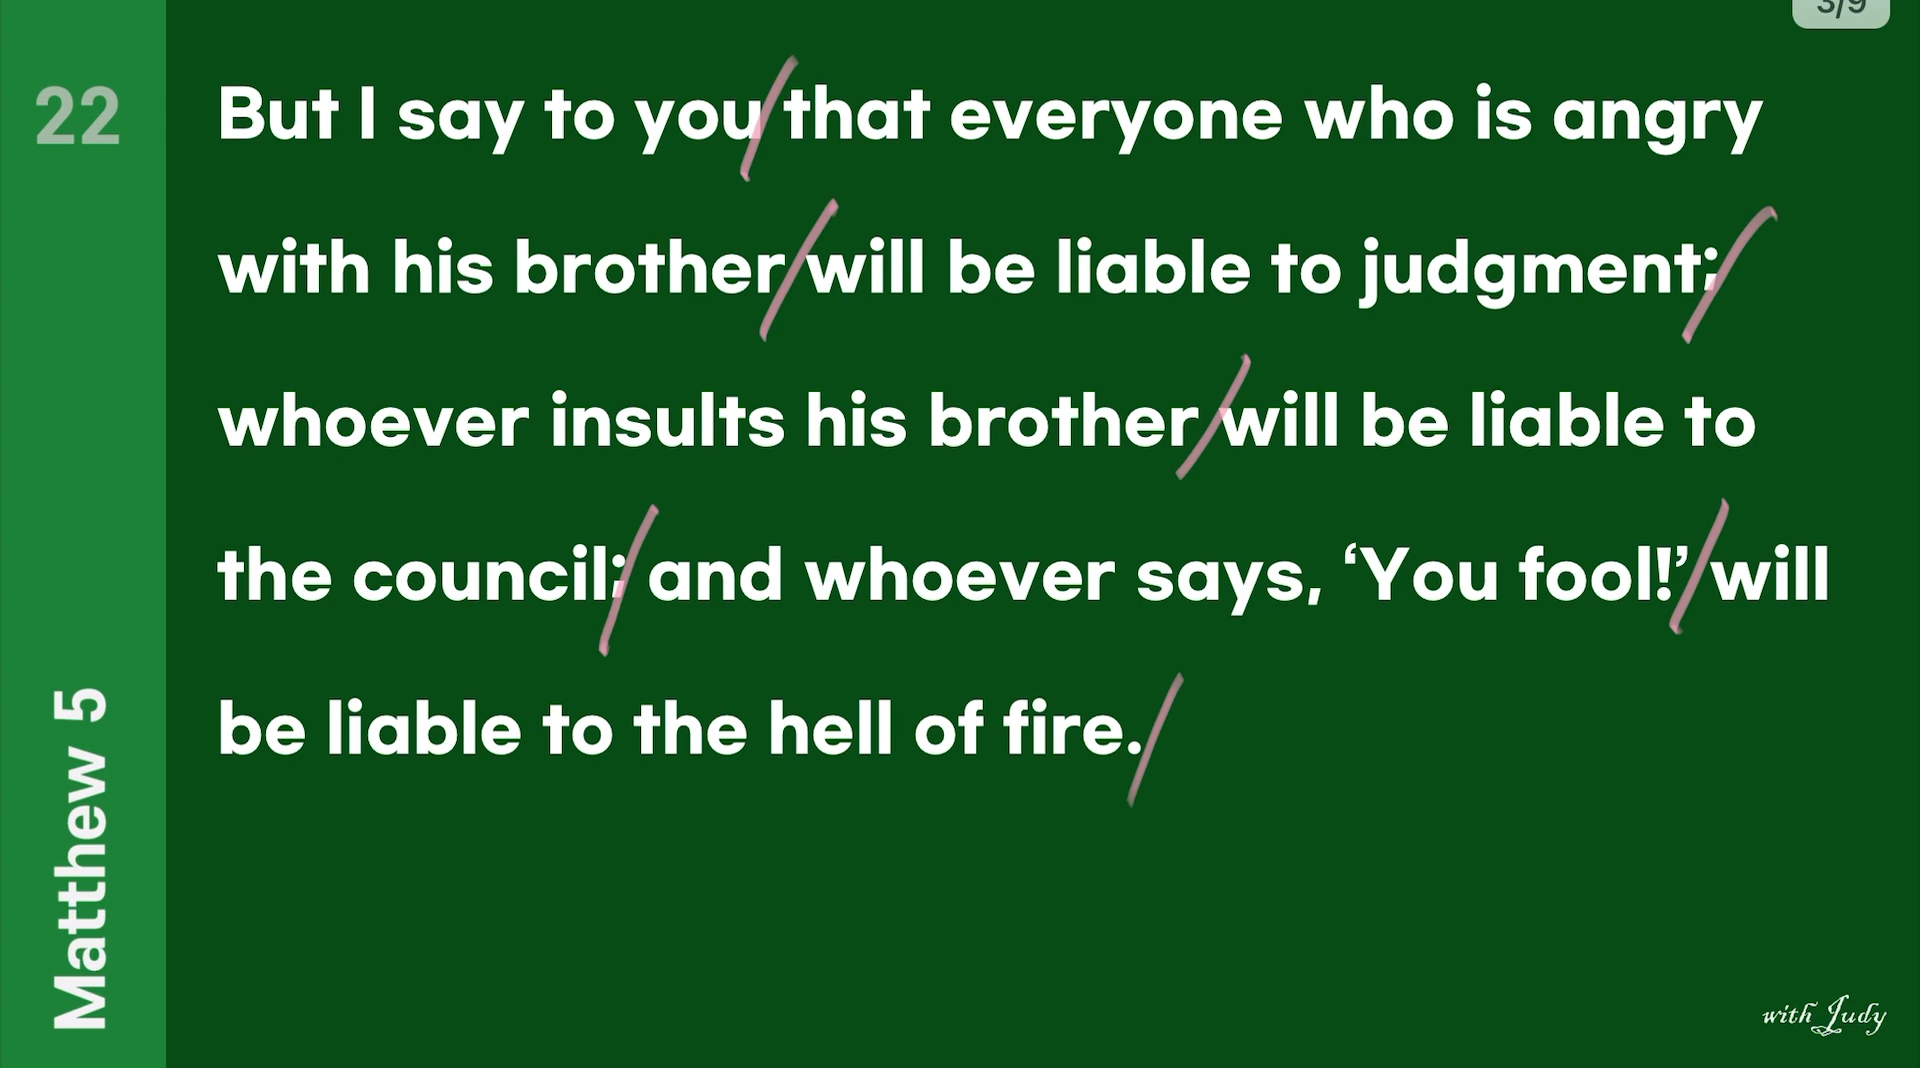 3/9
22
But I say to you/that everyone who is angry
with his brother/will be liable to judgment;/
whoever insults his brother/will be liable to
the council;/and whoever says, ‘You fool!’/will
be liable to the hell of fire./
Matthew 5
with Judy